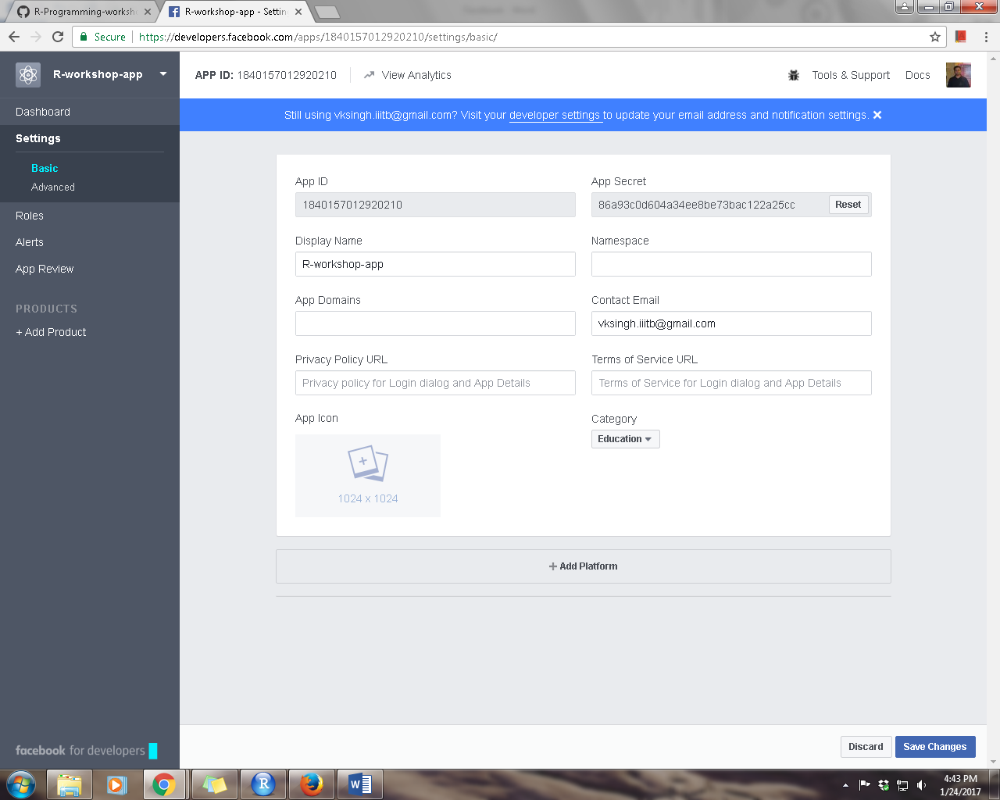 R-Programming-worksh
R-workshop-app - Settin
Secure
https://developers.facebook.com/apps/1840157012920210/settings/basic/
R-workshop-app
APP ID: 1840157012920210
View Analytics
Tools & Support
Docs
Still using vksingh.iiitb@gmail.com? Visit your developer settings to update your email address and notification settings.
Dashboard
Settings
Basic
Advanced
Roles
Alerts
App Review
PRODUCTS
+ Add Product
App ID
1840157012920210
App Secret
86a93c0d604a34ee8be73bac122a25cc
Reset
Display Name
R-workshop-app
Namespace
App Domains
Contact Email
vksingh.iiitb@gmail.com
Privacy Policy URL
Privacy policy for Login dialog and App Details
Terms of Service URL
Terms of Service for Login dialog and App Details
App Icon
1024 x 1024
Category
Education
+ Add Platform
facebook for developers
Discard
Save Changes
R
W
4:43 PM
1/24/2017